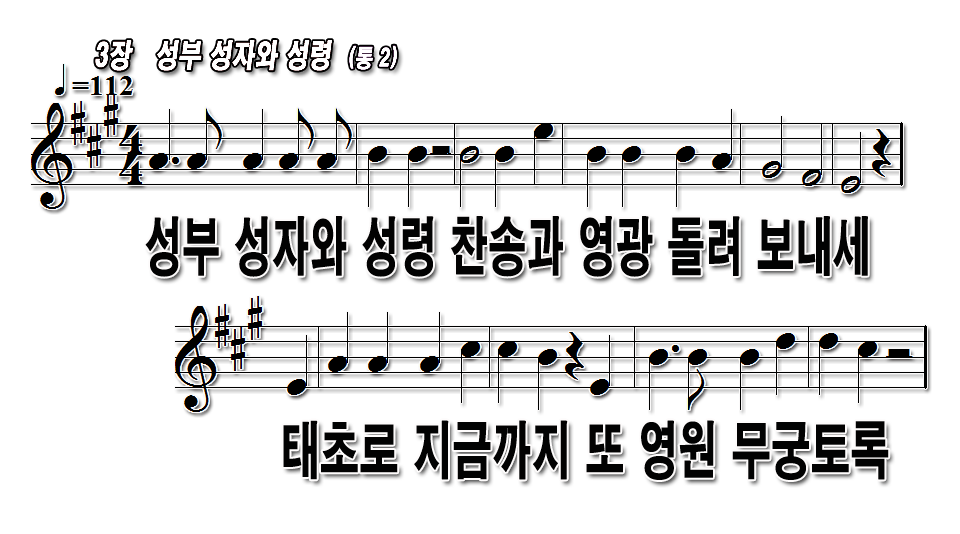 3장 성부 성자와 성령 (통 2)
♩=112
4
4
성부 성자와 성령 찬송과 영광 돌려 보내세
태초로 지금까지 또 영원 무궁토록